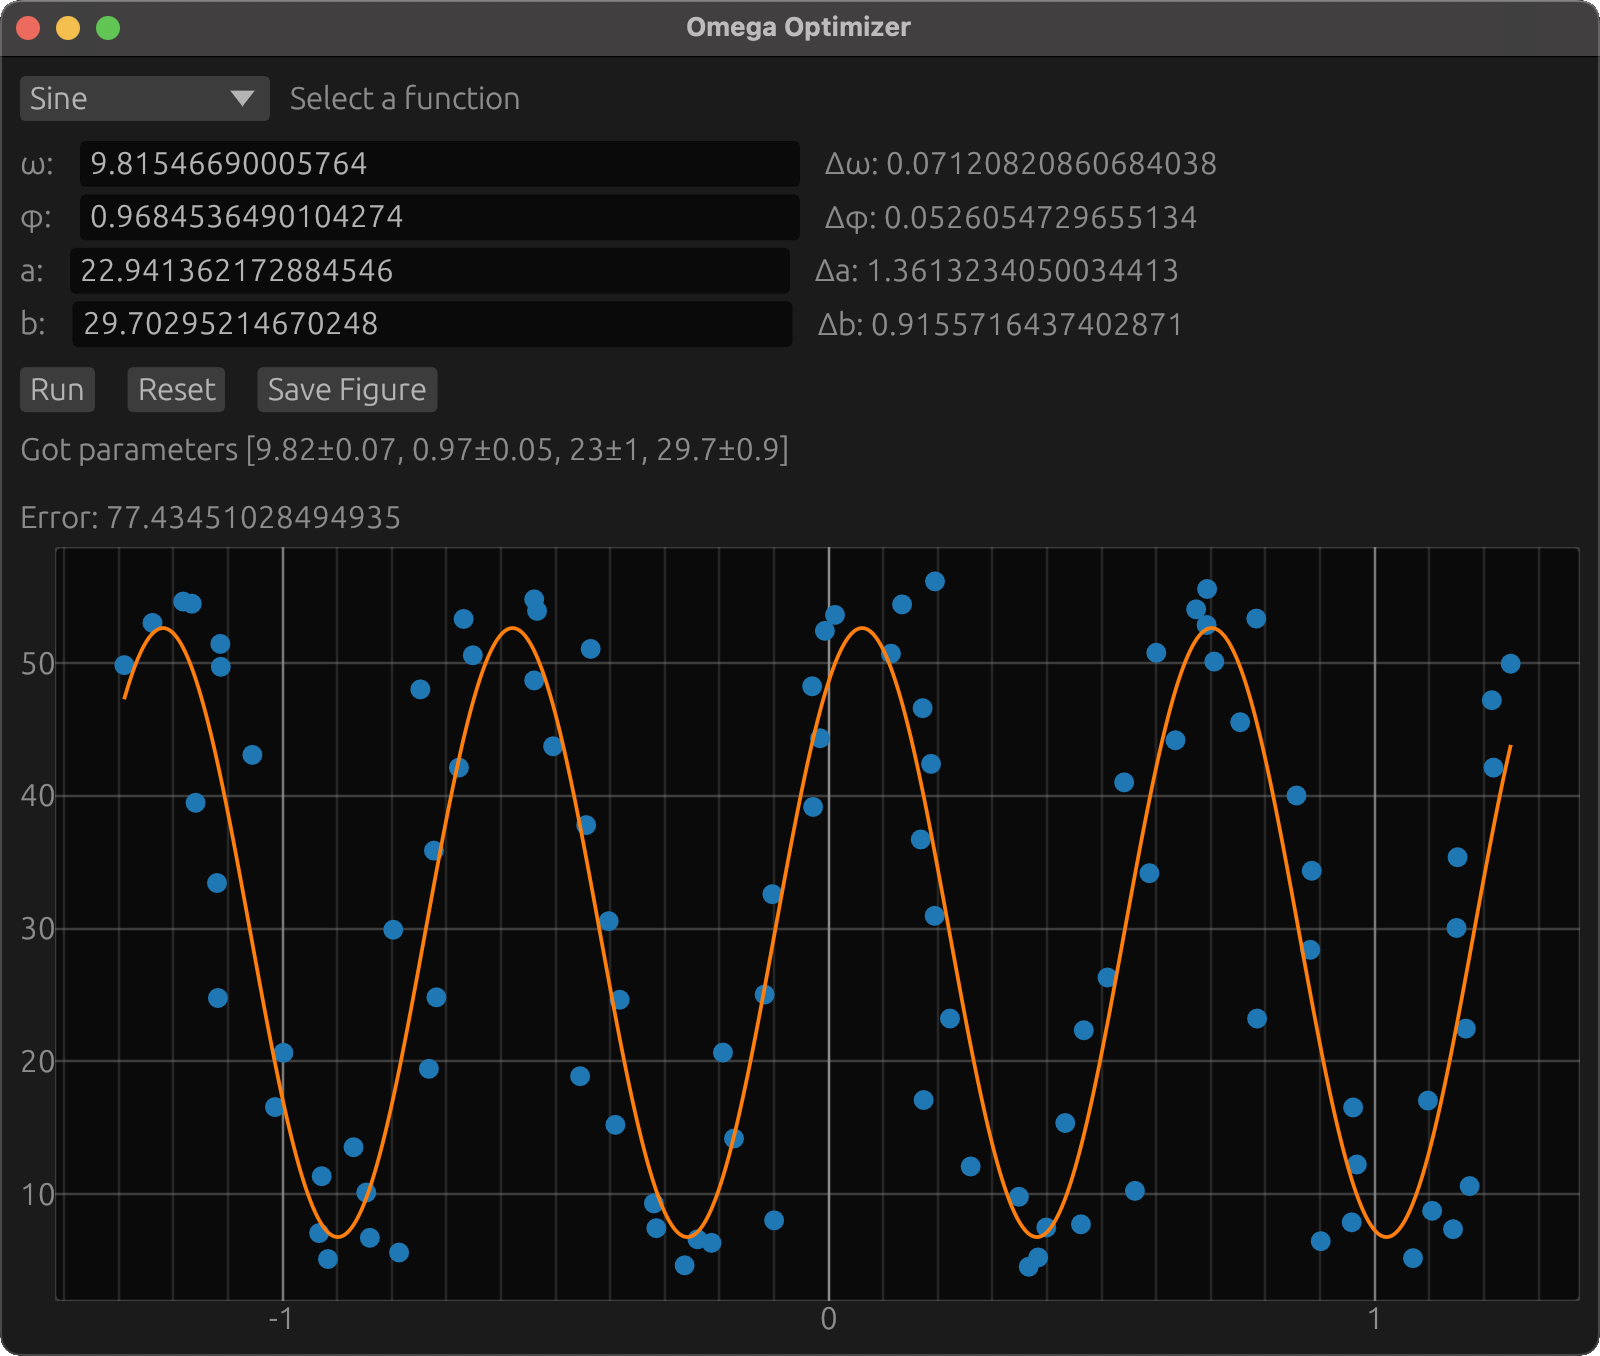 Omega Optimizer
Sine Select a function
ω: 9.81546690005764 Δω: 0.07120820860684038
φ: 0.9684536490104274 Δφ: 0.0526054729655134
a: 22.941362172884546 Δa: 1.3613234050034413
b: 29.70295214670248 Δb: 0.9155716437402871
Run Reset Save Figure
Got parameters [9.82±0.07, 0.97±0.05, 23±1, 29.7±0.9]
Error: 77.43451028494935
50
40
30
20
10
-1 0 1